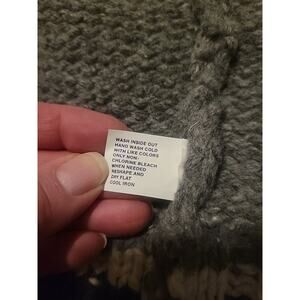 WASH INSIDE OUT
HAND WASH COLD
WITH LIKE COLORS
ONLY NON-
CHLORINE BLEACH
WHEN NEEDED
RESHAPE AND
DRY FLAT
COOL IRON